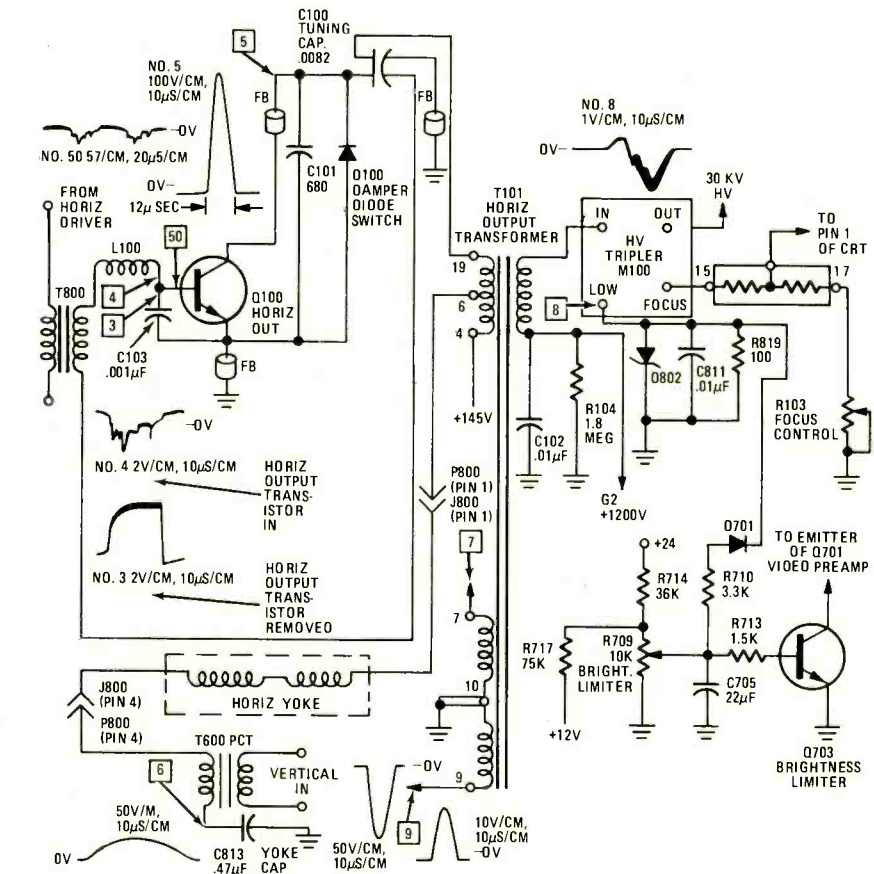 C100
TUNING
CAP.
.0082
5
NO. 5
100V/CM,
10µS/CM
FB
FB
—0V
NO. 50 57/CM, 20µ5/CM
0V—
12µ SEC
C101
680
D100
DAMPER
DIODE
SWITCH
NO. 8
1V/CM, 10µS/CM
0V—
FROM
HORIZ
DRIVER
T101
HORIZ
OUTPUT
TRANSFORMER
IN
OUT
HV
TRIPLER
M100
LOW
FOCUS
30 KV
HV
TO
PIN 1
OF CRT
15
17
L100
50
4
3
T800
Q100
HORIZ
OUT
C103
.001µF
FB
19
6
4
8
+145V
D802
C811
.01µF
R819
100
R104
1.8
MEG
C102
.01µF
R103
FOCUS
CONTROL
—0V
NO. 4 2V/CM, 10µS/CM
HORIZ
OUTPUT
TRANS-
ISTOR
IN
P800
(PIN 1)
J800
(PIN 1)
G2
+1200V
NO. 3 2V/CM, 10µS/CM
HORIZ
OUTPUT
TRANS-
ISTOR
REMOVED
7
7
+24
D701
TO EMITTER
OF Q701
VIDEO PREAMP
R714
36K
R710
3.3K
R717
75K
R709
10K
BRIGHT.
LIMITER
R713
1.5K
C705
22µF
+12V
Q703
BRIGHTNESS
LIMITER
J800
(PIN 4)
P800
(PIN 4)
HORIZ YOKE
10
T600 PCT
VERTICAL
IN
6
50V/M,
10µS/CM
0V
C813
.47µF
YOKE
CAP
—0V
9
50V/CM,
10µS/CM
9
10V/CM,
10µS/CM
—0V